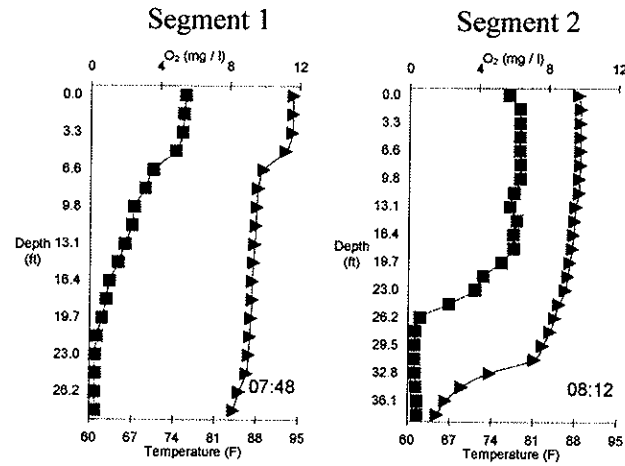 Segment 1
O₂ (mg / l)
0 4 8 12
0.0
3.3
6.6
9.8
Depth 13.1
(ft)
16.4
19.7
23.0
26.2
07:48
60 67 74 81 88 95
Temperature (F)
Segment 2
O₂ (mg / l)
0 4 8 12
0.0
3.3
6.6
9.8
13.1
Depth 16.4
(ft)
19.7
23.0
26.2
29.5
32.8
36.1
08:12
60 67 74 81 88 95
Temperature (F)